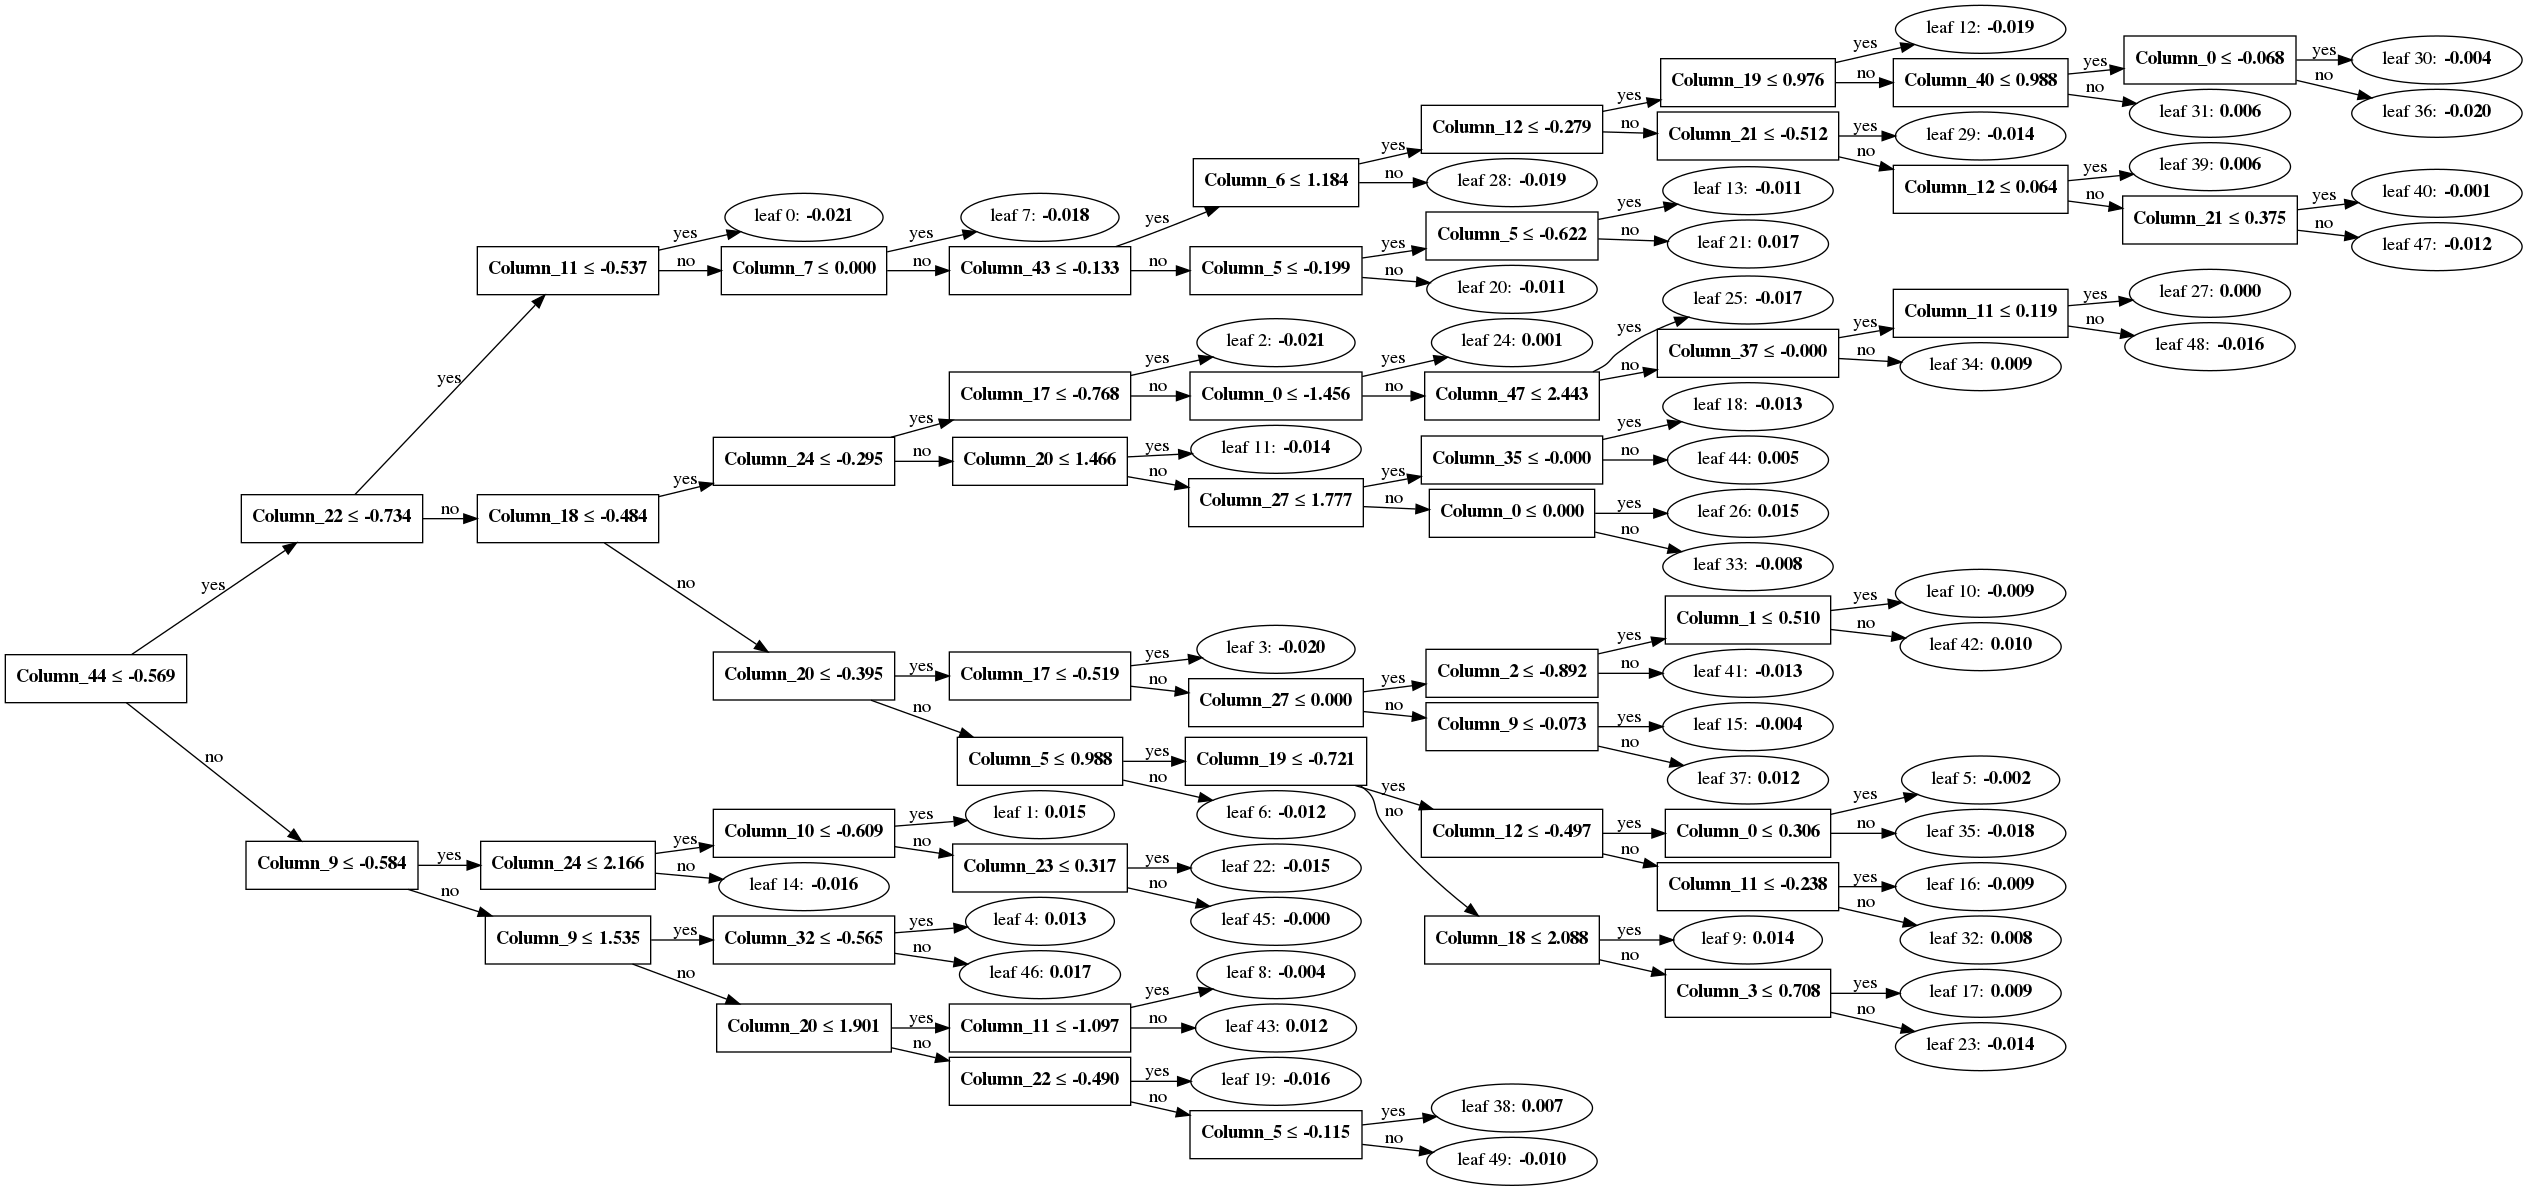 Column_44 ≤ -0.569
yes
Column_22 ≤ -0.734
yes
Column_11 ≤ -0.537
yes
leaf 0: -0.021
no
Column_7 ≤ 0.000
yes
leaf 7: -0.018
no
Column_43 ≤ -0.133
yes
Column_6 ≤ 1.184
yes
Column_12 ≤ -0.279
yes
Column_19 ≤ 0.976
yes
leaf 12: -0.019
no
Column_40 ≤ 0.988
yes
Column_0 ≤ -0.068
yes
leaf 30: -0.004
no
leaf 36: -0.020
no
leaf 31: 0.006
no
Column_21 ≤ -0.512
yes
leaf 29: -0.014
no
Column_12 ≤ 0.064
yes
leaf 39: 0.006
no
Column_21 ≤ 0.375
yes
leaf 40: -0.001
no
leaf 47: -0.012
no
leaf 28: -0.019
no
Column_5 ≤ -0.199
yes
Column_5 ≤ -0.622
yes
leaf 13: -0.011
no
leaf 21: 0.017
no
leaf 20: -0.011
no
Column_18 ≤ -0.484
yes
Column_24 ≤ -0.295
yes
Column_17 ≤ -0.768
yes
leaf 2: -0.021
no
Column_0 ≤ -1.456
yes
leaf 24: 0.001
no
Column_47 ≤ 2.443
yes
leaf 25: -0.017
no
Column_37 ≤ -0.000
yes
Column_11 ≤ 0.119
yes
leaf 27: 0.000
no
leaf 48: -0.016
no
leaf 34: 0.009
no
Column_20 ≤ 1.466
yes
leaf 11: -0.014
no
Column_27 ≤ 1.777
yes
Column_35 ≤ -0.000
yes
leaf 18: -0.013
no
leaf 44: 0.005
no
Column_0 ≤ 0.000
yes
leaf 26: 0.015
no
leaf 33: -0.008
no
Column_20 ≤ -0.395
yes
Column_17 ≤ -0.519
yes
leaf 3: -0.020
no
Column_27 ≤ 0.000
yes
Column_2 ≤ -0.892
yes
Column_1 ≤ 0.510
yes
leaf 10: -0.009
no
leaf 42: 0.010
no
leaf 41: -0.013
no
Column_9 ≤ -0.073
yes
leaf 15: -0.004
no
leaf 37: 0.012
no
Column_5 ≤ 0.988
yes
Column_19 ≤ -0.721
yes
Column_12 ≤ -0.497
yes
Column_0 ≤ 0.306
yes
leaf 5: -0.002
no
leaf 35: -0.018
no
Column_11 ≤ -0.238
yes
leaf 16: -0.009
no
leaf 32: 0.008
no
Column_18 ≤ 2.088
yes
leaf 9: 0.014
no
Column_3 ≤ 0.708
yes
leaf 17: 0.009
no
leaf 23: -0.014
no
leaf 6: -0.012
no
Column_9 ≤ -0.584
yes
Column_24 ≤ 2.166
yes
Column_10 ≤ -0.609
yes
leaf 1: 0.015
no
Column_23 ≤ 0.317
yes
leaf 22: -0.015
no
leaf 45: -0.000
no
leaf 14: -0.016
no
Column_9 ≤ 1.535
yes
Column_32 ≤ -0.565
yes
leaf 4: 0.013
no
leaf 46: 0.017
no
Column_20 ≤ 1.901
yes
Column_11 ≤ -1.097
yes
leaf 8: -0.004
no
leaf 43: 0.012
no
Column_22 ≤ -0.490
yes
leaf 19: -0.016
no
Column_5 ≤ -0.115
yes
leaf 38: 0.007
no
leaf 49: -0.010